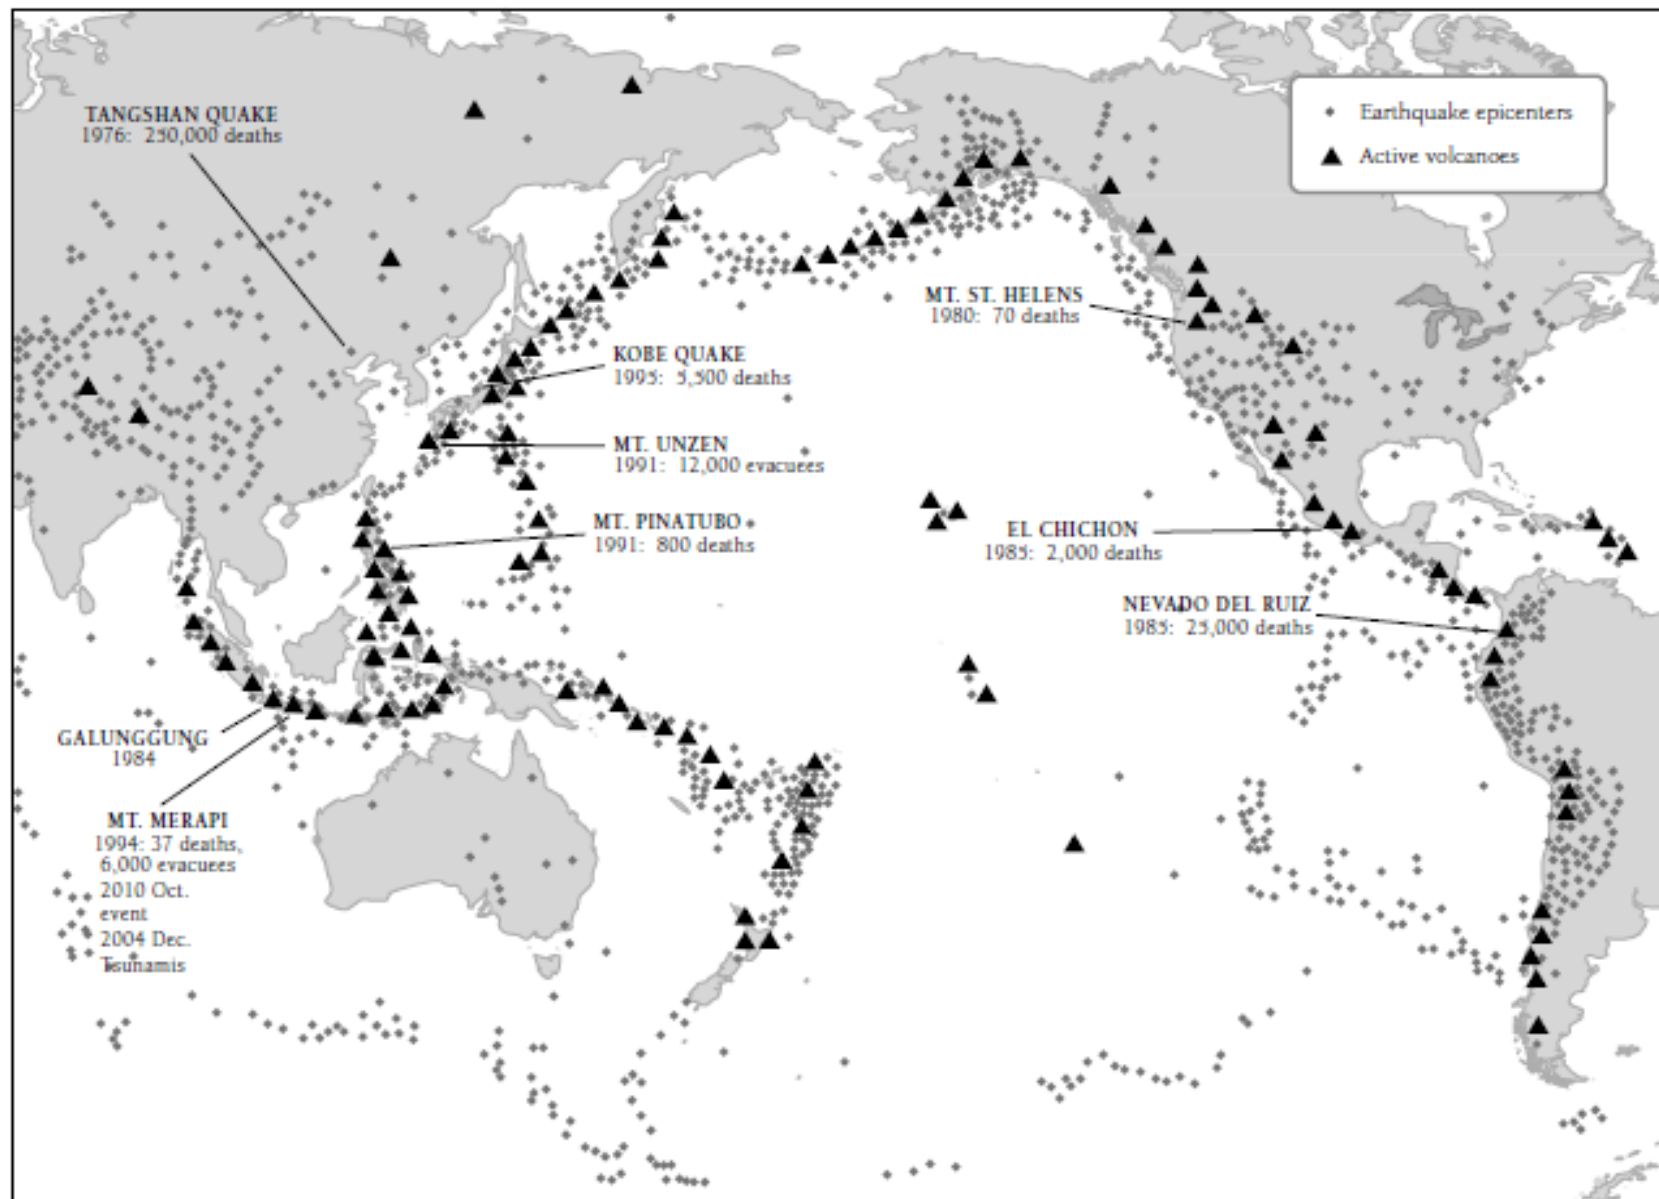 TANGSHAN QUAKE
1976: 250,000 deaths
Earthquake epicenters
Active volcanoes
MT. ST. HELENS
1980: 70 deaths
KOBE QUAKE
1995: 5,500 deaths
MT. UNZEN
1991: 12,000 evacuees
MT. PINATUBO
1991: 800 deaths
EL CHICHON
1985: 2,000 deaths
NEVADO DEL RUIZ
1985: 25,000 deaths
GALUNGGUNG
1984
MT. MERAPI
1994: 37 deaths,
6,000 evacuees
2010 Oct.
event
2004 Dec.
Tsunamis